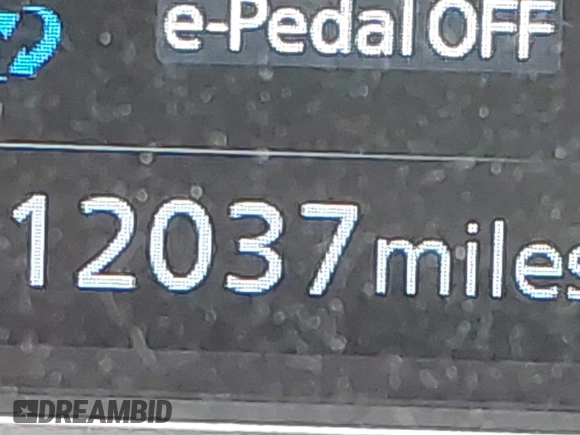 e-Pedal OFF
12037 miles
DREAMBID